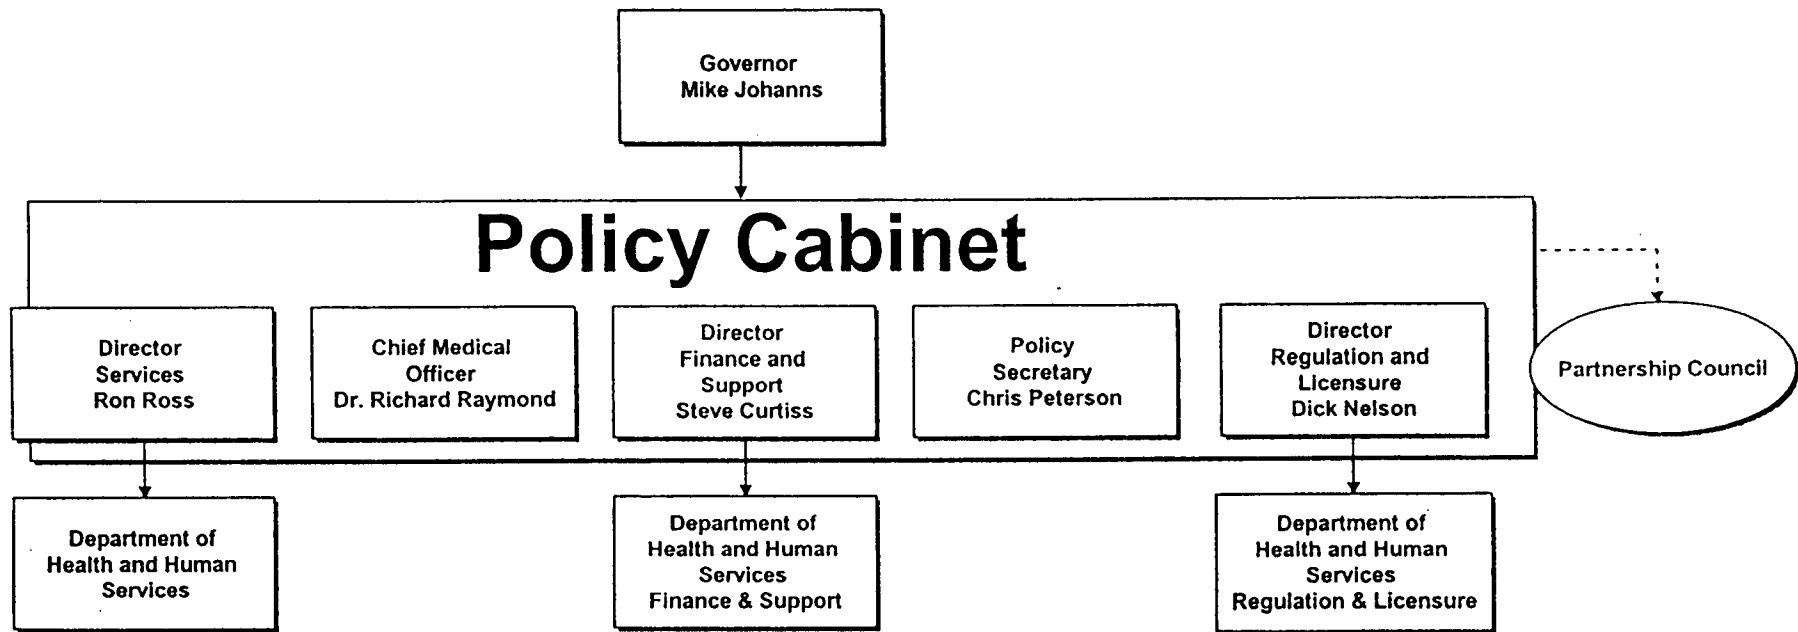 Governor
Mike Johanns
Policy Cabinet
Director
Services
Ron Ross
Chief Medical
Officer
Dr. Richard Raymond
Director
Finance and
Support
Steve Curtiss
Policy
Secretary
Chris Peterson
Director
Regulation and
Licensure
Dick Nelson
Partnership Council
Department of
Health and Human
Services
Department of
Health and Human
Services
Finance & Support
Department of
Health and Human
Services
Regulation & Licensure